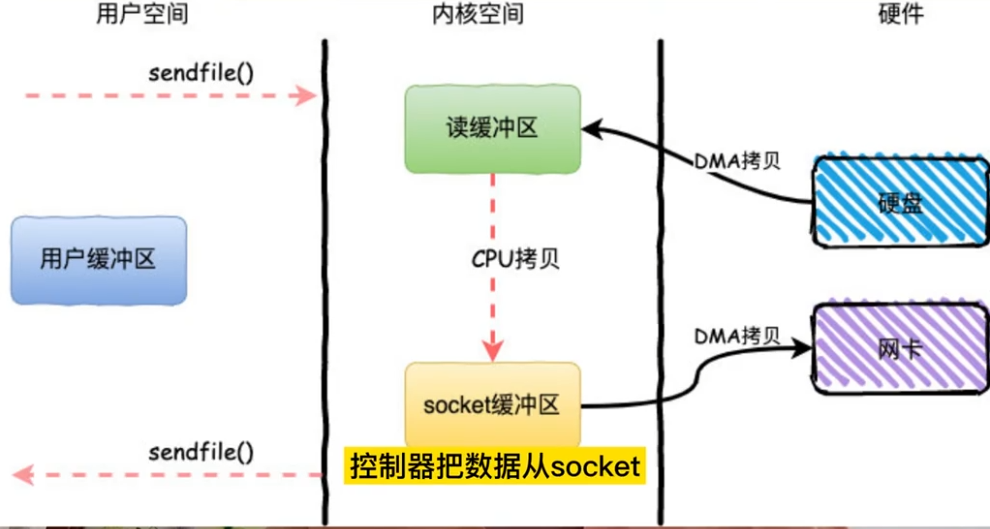 用户空间
内核空间
硬件
sendfile()
读缓冲区
DMA拷贝
硬盘
用户缓冲区
CPU拷贝
DMA拷贝
网卡
socket缓冲区
sendfile()
控制器把数据从socket